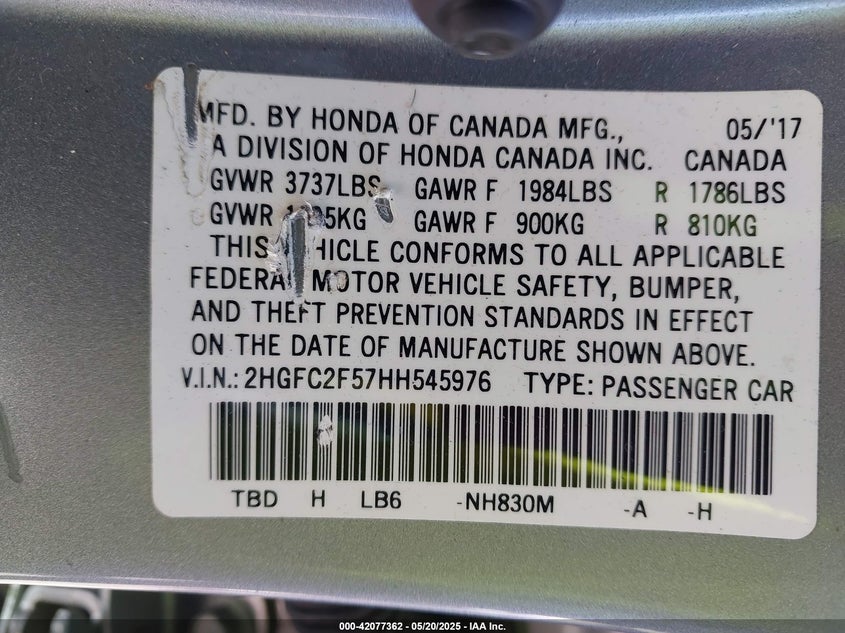 MFD. BY HONDA OF CANADA MFG., 05/'17
A DIVISION OF HONDA CANADA INC. CANADA
GVWR 3737LBS GAWR F 1984LBS R 1786LBS
GVWR GAWR F 900KG R 810KG
THIS VEHICLE CONFORMS TO ALL APPLICABLE
FEDERAL MOTOR VEHICLE SAFETY, BUMPER,
AND THEFT PREVENTION STANDARDS IN EFFECT
ON THE DATE OF MANUFACTURE SHOWN ABOVE.
V.I.N.: 2HGFC2F57HH545976 TYPE: PASSENGER CAR
TBD H LB6 -NH830M -A -H
000-42077362 - 05/20/2025 - IAA Inc.